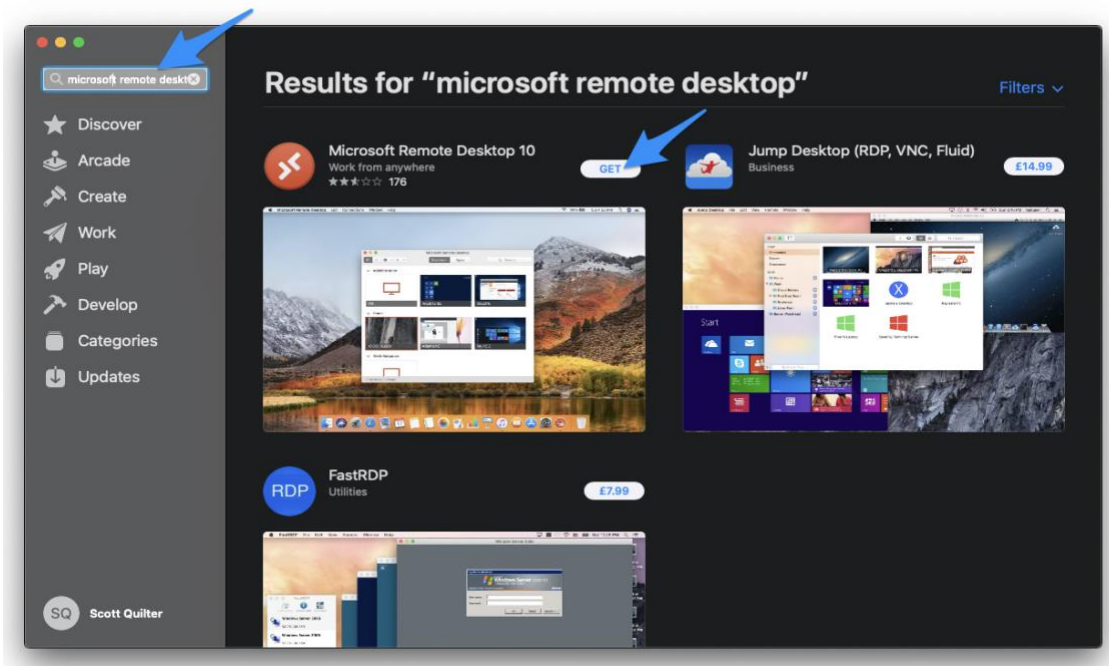 microsoft remote deskt
Discover
Arcade
Create
Work
Play
Develop
Categories
Updates
SQ
Scott Quilter
Results for “microsoft remote desktop”
Filters
Microsoft Remote Desktop 10
Work from anywhere
176
GET
Jump Desktop (RDP, VNC, Fluid)
Business
£14.99
Start
RDP
FastRDP
Utilities
£7.99